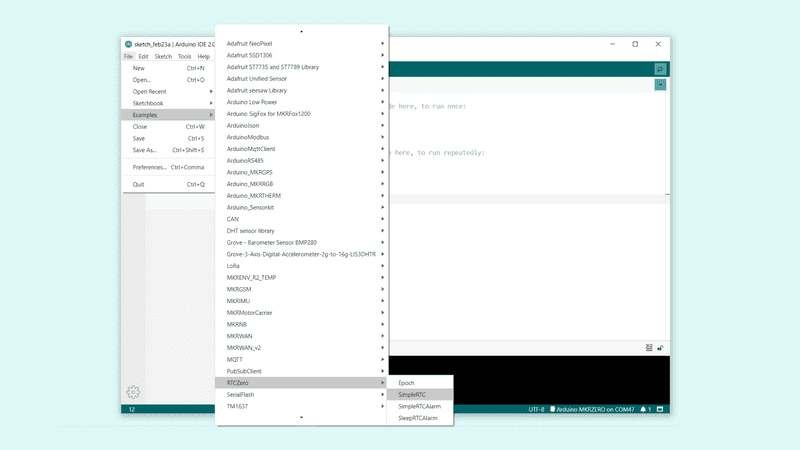 sketch_feb23a | Arduino IDE 2.0
File Edit Sketch Tools Help
New Ctrl+N
Open... Ctrl+O
Open Recent
Sketchbook
Examples
Close Ctrl+W
Save Ctrl+S
Save As... Ctrl+Shift+S
Preferences... Ctrl+Comma
Quit Ctrl+Q
Adafruit NeoPixel
Adafruit SSD1306
Adafruit ST7735 and ST7789 Library
Adafruit Unified Sensor
Adafruit seesaw Library
Arduino Low Power
Arduino SigFox for MKRFox1200
ArduinoJson
ArduinoModbus
ArduinoMqttClient
ArduinoRS485
Arduino_MKRGPS
Arduino_MKRRGB
Arduino_MKRTHERM
Arduino_Sensorkit
CAN
DHT sensor library
Grove - Barometer Sensor BMP280
Grove-3-Axis-Digital-Accelerometer-2g-to-16g-LIS3DHTR
LoRa
MKRENV_R2_TEMP
MKRGSM
MKRIMU
MKRMotorCarrier
MKRNB
MKRWAN
MKRWAN_v2
MQTT
PubSubClient
RTCZero
SerialFlash
TM1637
Epoch
SimpleRTC
SimpleRTCAlarm
SleepRTCAlarm
here, to run once:
here, to run repeatedly:
12
UTF-8 Arduino MKRZERO on COM47 1